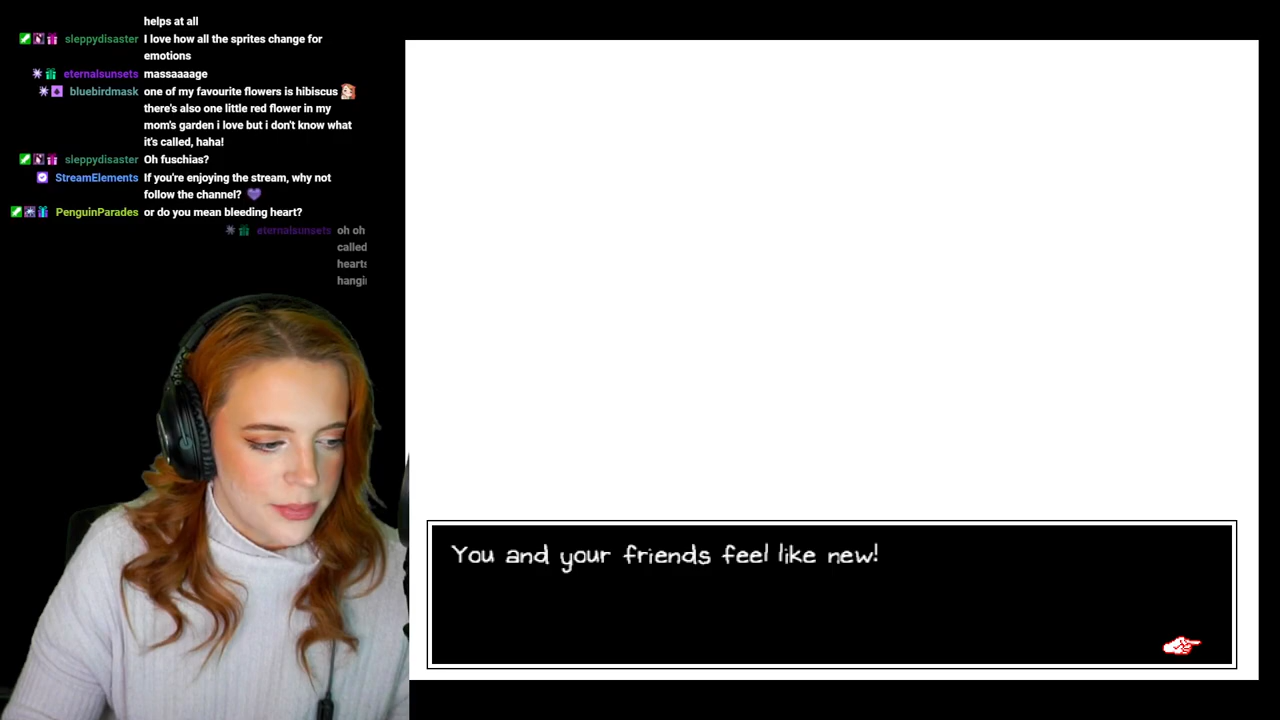 helps at all
sleppydisaster I love how all the sprites change for
emotions
eternalsunsets massaaaage
bluebirdmask one of my favourite flowers is hibiscus
there's also one little red flower in my
mom's garden i love but i don't know what
it's called, haha!
sleppydisaster Oh fuschias?
StreamElements If you're enjoying the stream, why not
follow the channel? 💜
PenguinParades or do you mean bleeding heart?
eternalsunsets oh oh
called
hearts
You and your friends feel like new!